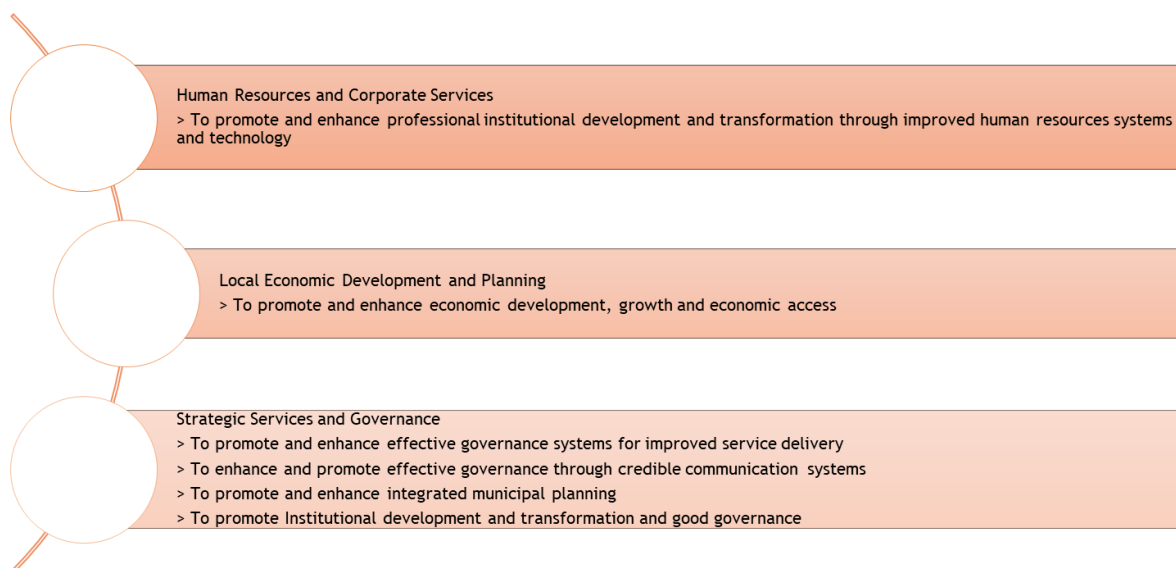 Human Resources and Corporate Services
> To promote and enhance professional institutional development and transformation through improved human resources systems
and technology
Local Economic Development and Planning
> To promote and enhance economic development, growth and economic access
Strategic Services and Governance
> To promote and enhance effective governance systems for improved service delivery
> To enhance and promote effective governance through credible communication systems
> To promote and enhance integrated municipal planning
> To promote Institutional development and transformation and good governance